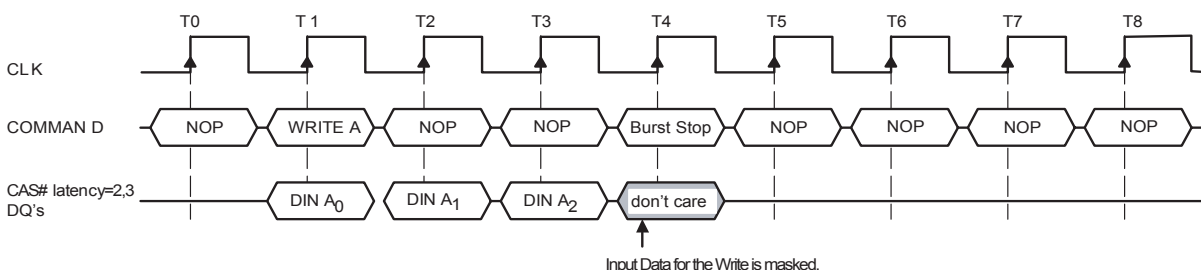 T0 T 1 T2 T3 T4 T5 T6 T7 T8
CLK
COMMAN D NOP WRITE A NOP NOP Burst Stop NOP NOP NOP NOP
CAS# latency=2,3
DQ's DIN A0 DIN A1 DIN A2 don't care
Input Data for the Write is masked.